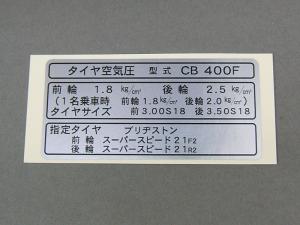 タイヤ空気圧 型式 CB 400F
前輪 1.8 kg/cm² 後輪 2.5 kg/cm²
(1名乗車時 前輪1.8kg/cm² 後輪2.0kg/cm²)
タイヤサイズ 前3.00S18 後3.50S18
指定タイヤ ブリヂストン
前輪 スーパースピード21F2
後輪 スーパースピード21R2